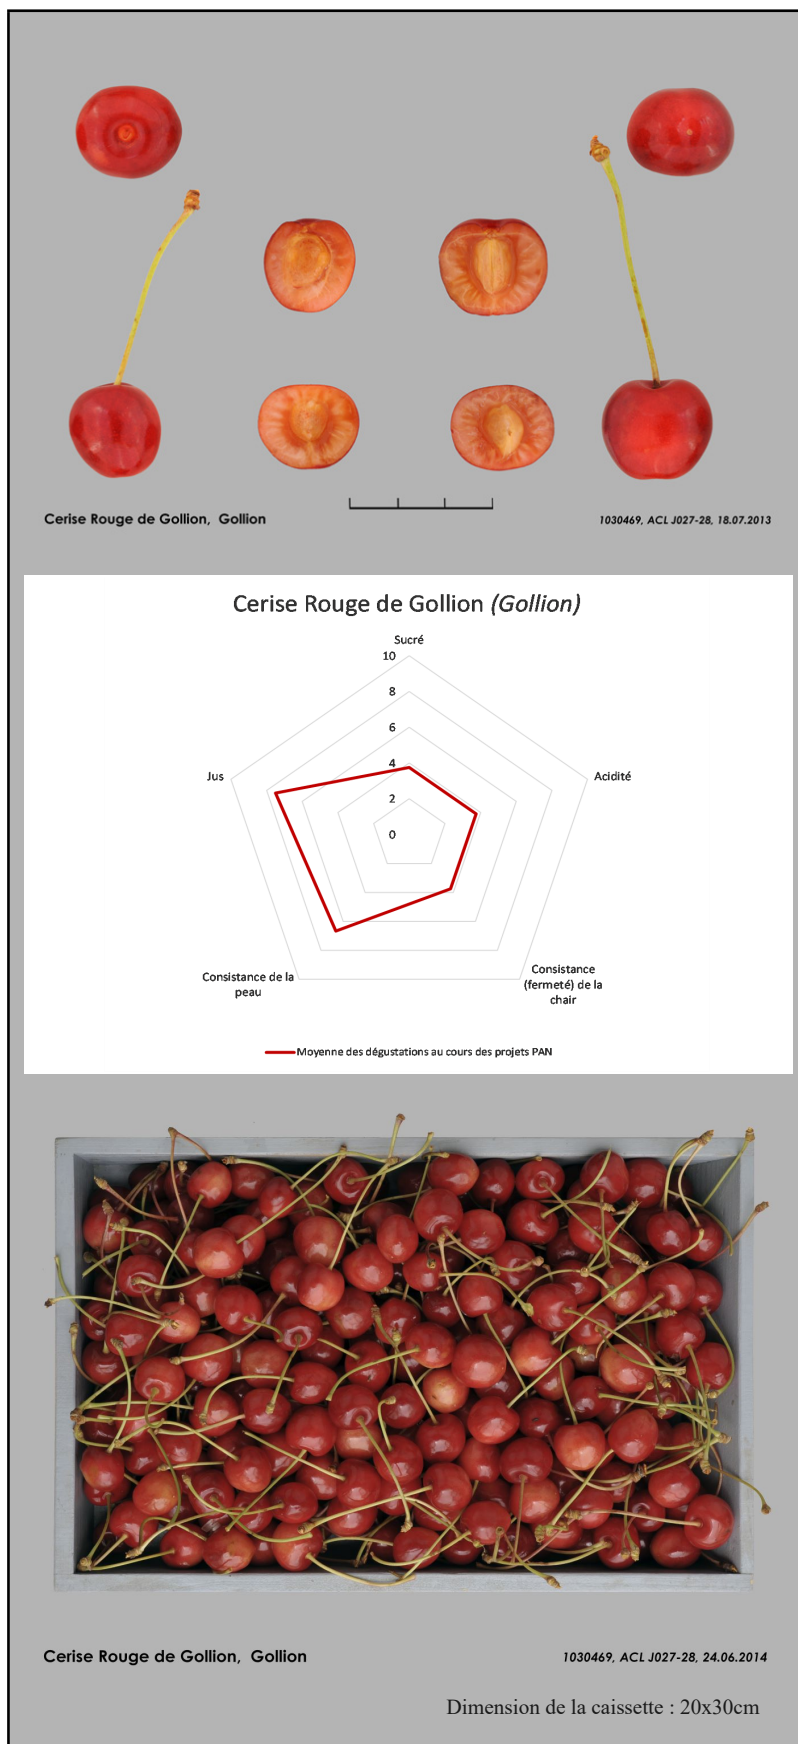 Cerise Rouge de Gollion, Gollion
1030469, ACL J027-28, 18.07.2013
Cerise Rouge de Gollion (Gollion)
Sucré
10
8
6
4
2
0
Jus
Acidité
Consistance de la
peau
Consistance
(fermeté) de la
chair
Moyenne des dégustations au cours des projets PAN
Cerise Rouge de Gollion, Gollion
1030469, ACL J027-28, 24.06.2014
Dimension de la caissette : 20x30cm